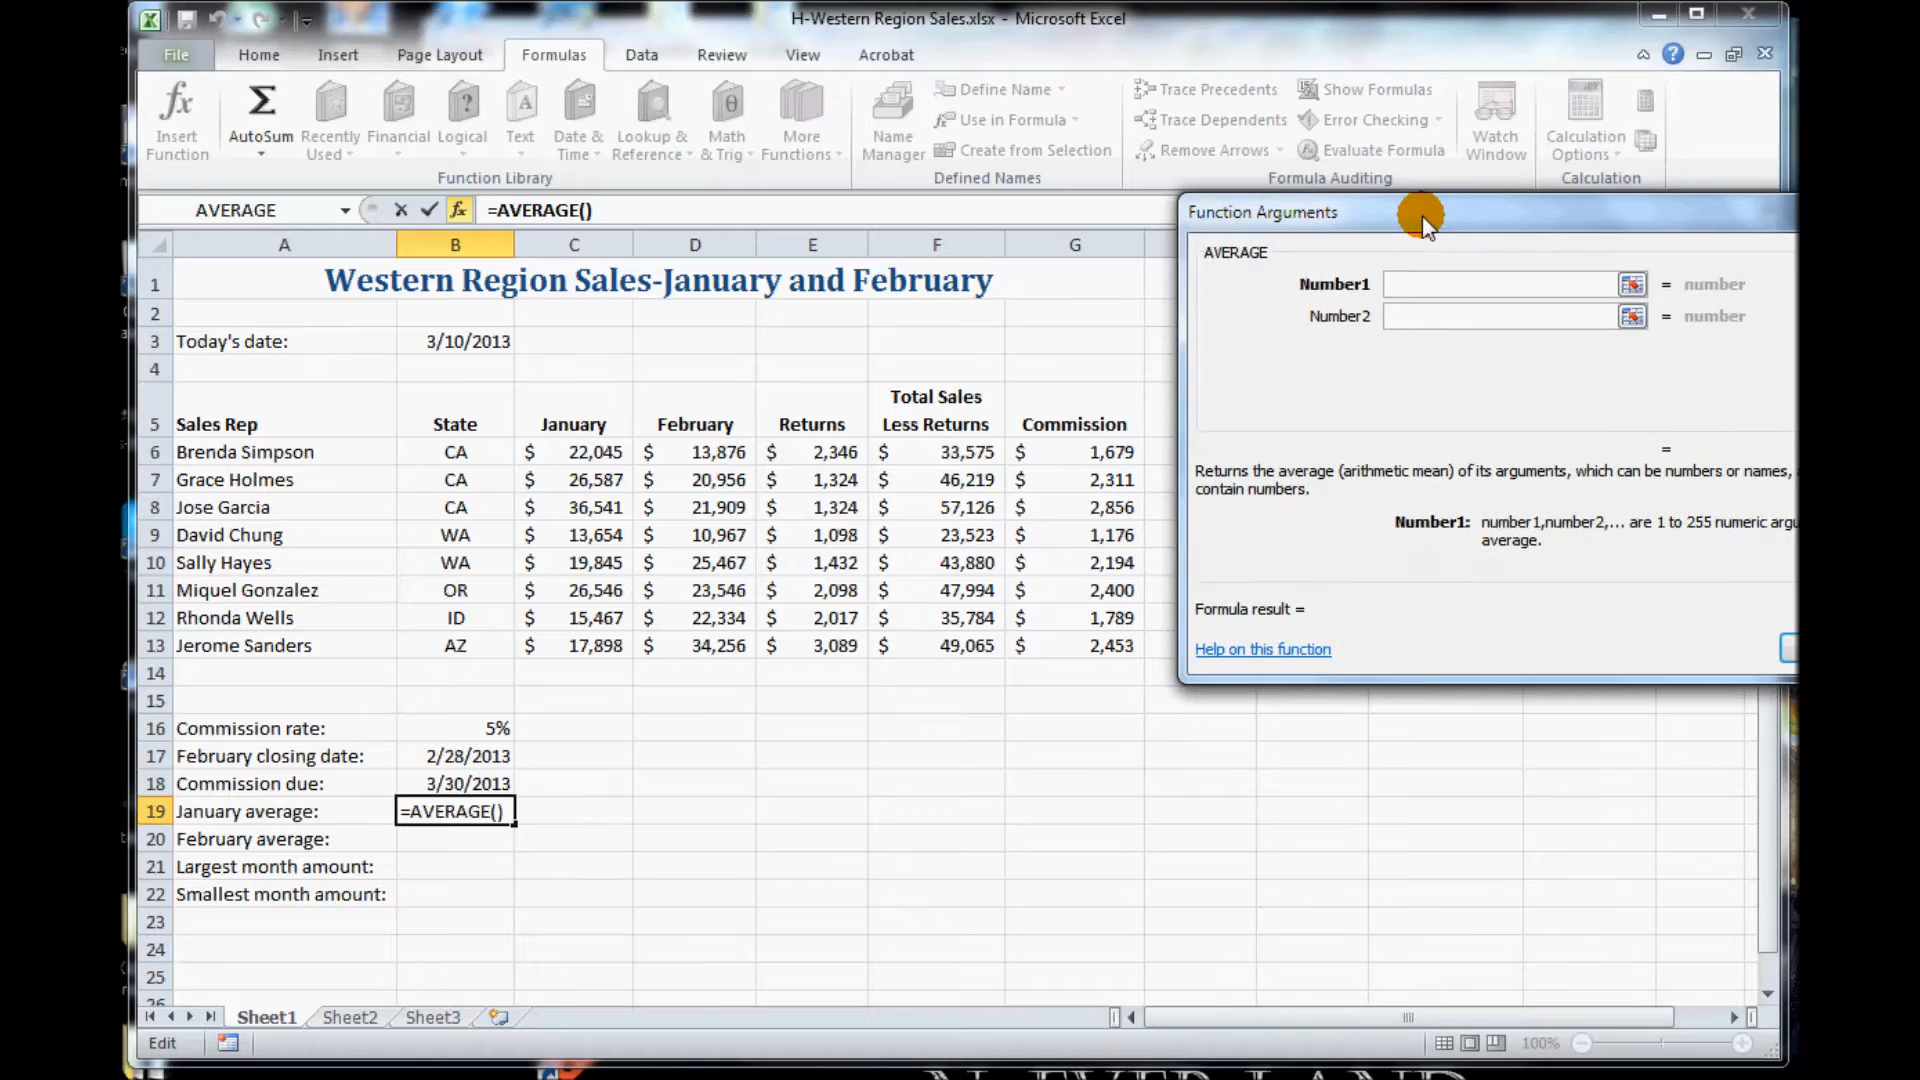 H-Western Region Sales.xlsx - Microsoft Excel
File Home Insert Page Layout Formulas Data Review View Acrobat
Insert Function
AutoSum
Recently Used
Financial
Logical
Text
Date & Time
Lookup & Reference
Math & Trig
More Functions
Function Library
Name Manager
Define Name
Use in Formula
Create from Selection
Defined Names
Trace Precedents
Trace Dependents
Remove Arrows
Show Formulas
Error Checking
Evaluate Formula
Formula Auditing
Watch Window
Calculation Options
Calculation
AVERAGE fx =AVERAGE()
A B C D E F G
1 Western Region Sales-January and February
2
3 Today's date: 3/10/2013
4
Total Sales
5 Sales Rep State January February Returns Less Returns Commission
6 Brenda Simpson CA $ 22,045 $ 13,876 $ 2,346 $ 33,575 $ 1,679
7 Grace Holmes CA $ 26,587 $ 20,956 $ 1,324 $ 46,219 $ 2,311
8 Jose Garcia CA $ 36,541 $ 21,909 $ 1,324 $ 57,126 $ 2,856
9 David Chung WA $ 13,654 $ 10,967 $ 1,098 $ 23,523 $ 1,176
10 Sally Hayes WA $ 19,845 $ 25,467 $ 1,432 $ 43,880 $ 2,194
11 Miquel Gonzalez OR $ 26,546 $ 23,546 $ 2,098 $ 47,994 $ 2,400
12 Rhonda Wells ID $ 15,467 $ 22,334 $ 2,017 $ 35,784 $ 1,789
13 Jerome Sanders AZ $ 17,898 $ 34,256 $ 3,089 $ 49,065 $ 2,453
14
15
16 Commission rate: 5%
17 February closing date: 2/28/2013
18 Commission due: 3/30/2013
19 January average: =AVERAGE()
20 February average:
21 Largest month amount:
22 Smallest month amount:
23
24
25
26
Function Arguments
AVERAGE
Number1 = number
Number2 = number
=
Returns the average (arithmetic mean) of its arguments, which can be numbers or names,
contain numbers.
Number1: number1,number2,... are 1 to 255 numeric
average.
Formula result =
Help on this function
Sheet1 Sheet2 Sheet3
Edit 100%